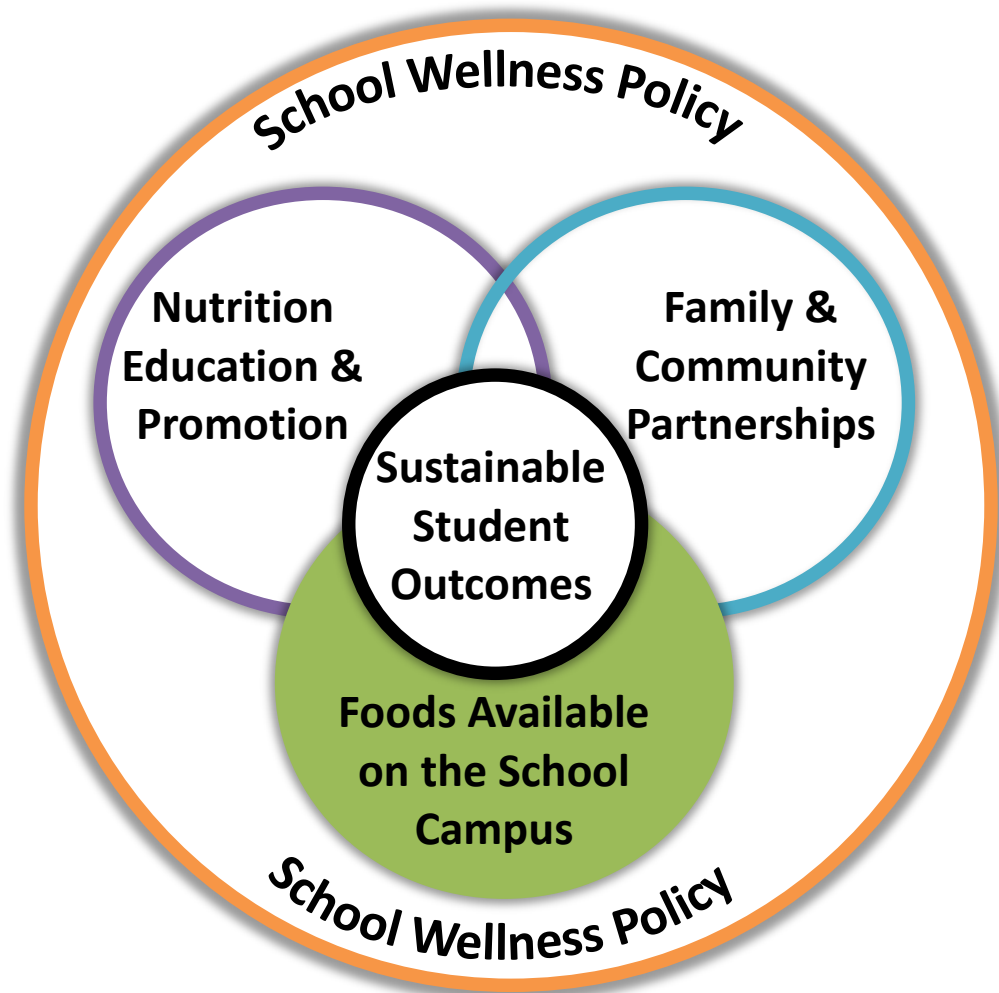 School Wellness Policy
Nutrition
Education &
Promotion
Family &
Community
Partnerships
Sustainable
Student
Outcomes
Foods Available
on the School
Campus
School Wellness Policy